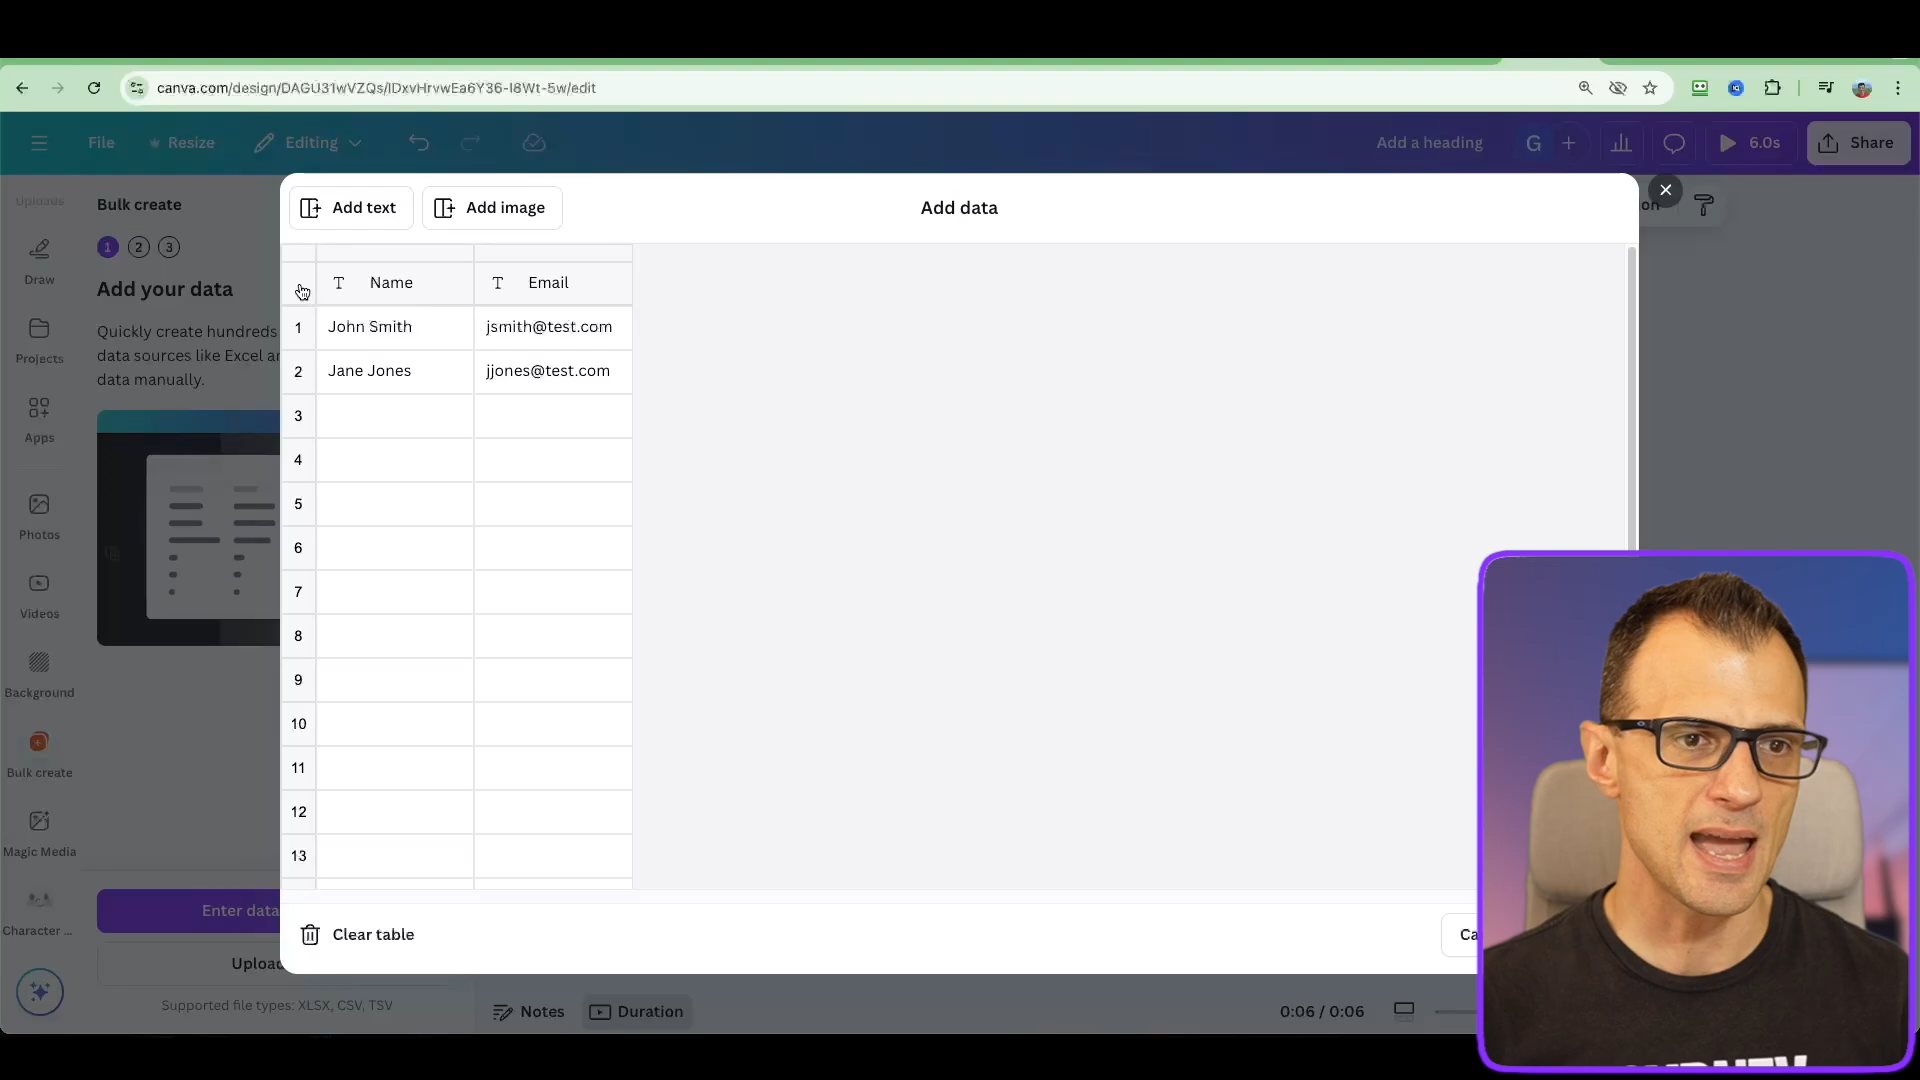 canva.com/design/DAGU31wVZQs/IDxvHrvwEa6Y36-I8Wt-5w/edit
File
Resize
Editing
Add a heading
G
6.0s
Share
Uploads
Draw
Projects
Apps
Photos
Videos
Background
Bulk create
Magic Media
Character ...
Bulk create
1 2 3
Add your data
Quickly create hundreds
data sources like Excel
data manually.
Enter data
Upload
Supported file types: XLSX, CSV, TSV
Add text
Add image
Add data
Name Email
1 John Smith jsmith@test.com
2 Jane Jones jjones@test.com
3
4
5
6
7
8
9
10
11
12
13
Clear table
Ca
on
Notes
Duration
0:06 / 0:06